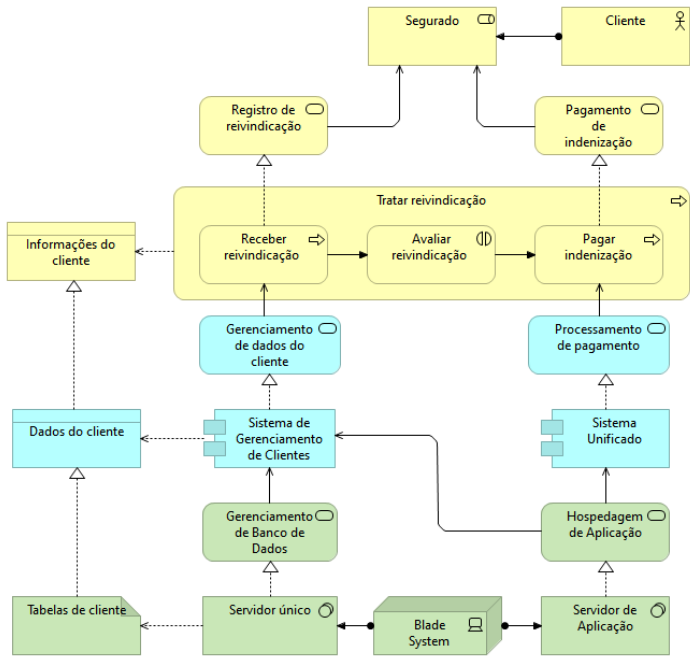 Segurado
Cliente
Registro de
reivindicação
Pagamento
de
indenização
Tratar reivindicação
Informações do
cliente
Receber
reivindicação
Avaliar
reivindicação
Pagar
indenização
Gerenciamento
de dados do
cliente
Processamento
de pagamento
Dados do cliente
Sistema de
Gerenciamento
de Clientes
Sistema
Unificado
Gerenciamento
de Banco de
Dados
Hospedagem
de Aplicação
Tabelas de cliente
Servidor único
Blade
System
Servidor de
Aplicação